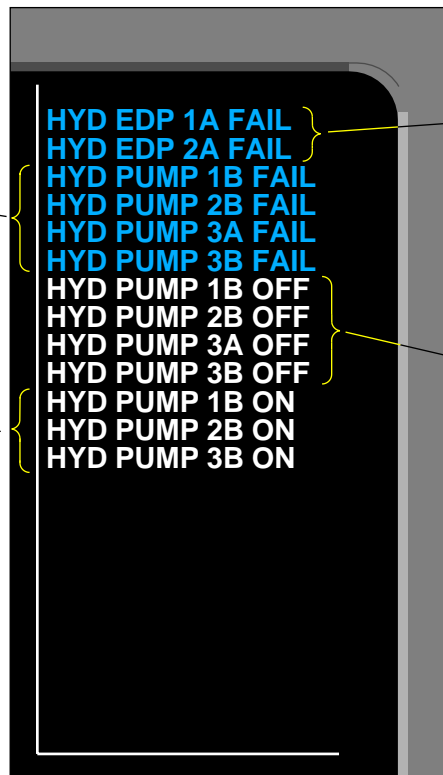 HYD EDP 1A FAIL
HYD EDP 2A FAIL
HYD PUMP 1B FAIL
HYD PUMP 2B FAIL
HYD PUMP 3A FAIL
HYD PUMP 3B FAIL
HYD PUMP 1B OFF
HYD PUMP 2B OFF
HYD PUMP 3A OFF
HYD PUMP 3B OFF
HYD PUMP 1B ON
HYD PUMP 2B ON
HYD PUMP 3B ON